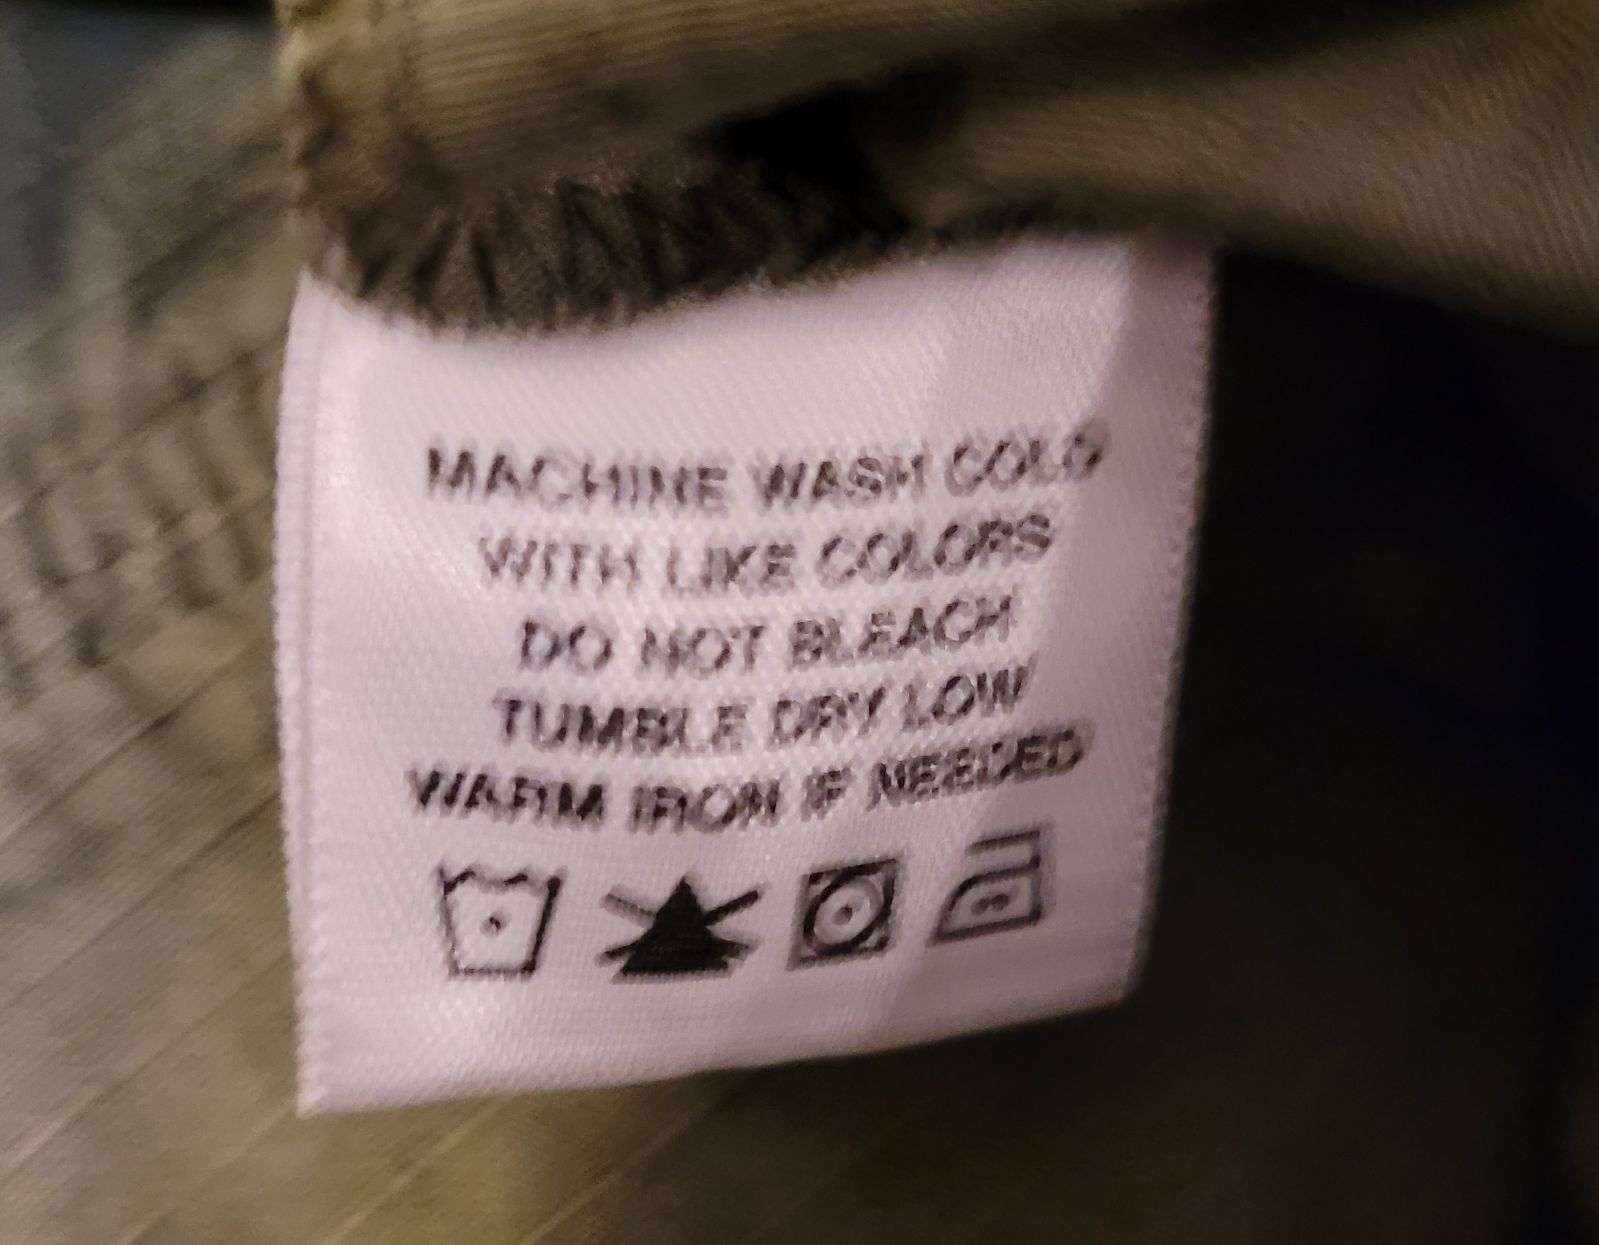 MACHINE WASH COLD
WITH LIKE COLORS
DO NOT BLEACH
TUMBLE DRY LOW
WARM IRON IF NEEDED